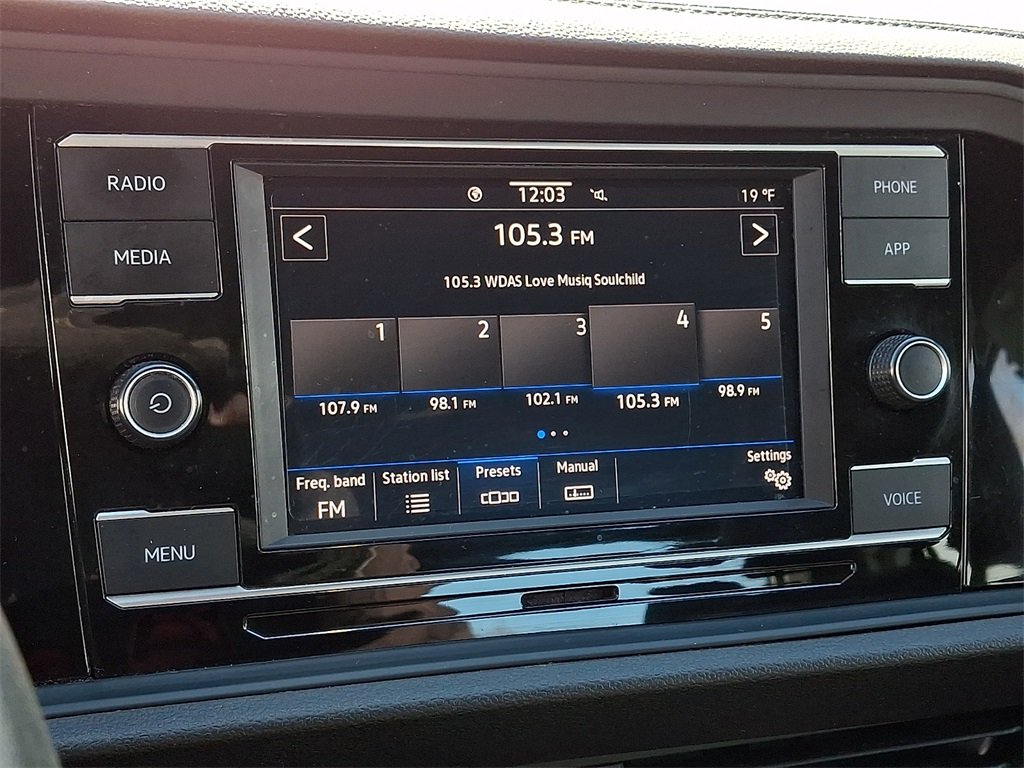 RADIO
MEDIA
MENU
12:03
19 °F
105.3 FM
105.3 WDAS Love Musiq Soulchild
1 2 3 4 5
107.9 FM 98.1 FM 102.1 FM 105.3 FM 98.9 FM
Freq. band Station list Presets Manual Settings
FM
PHONE
APP
VOICE